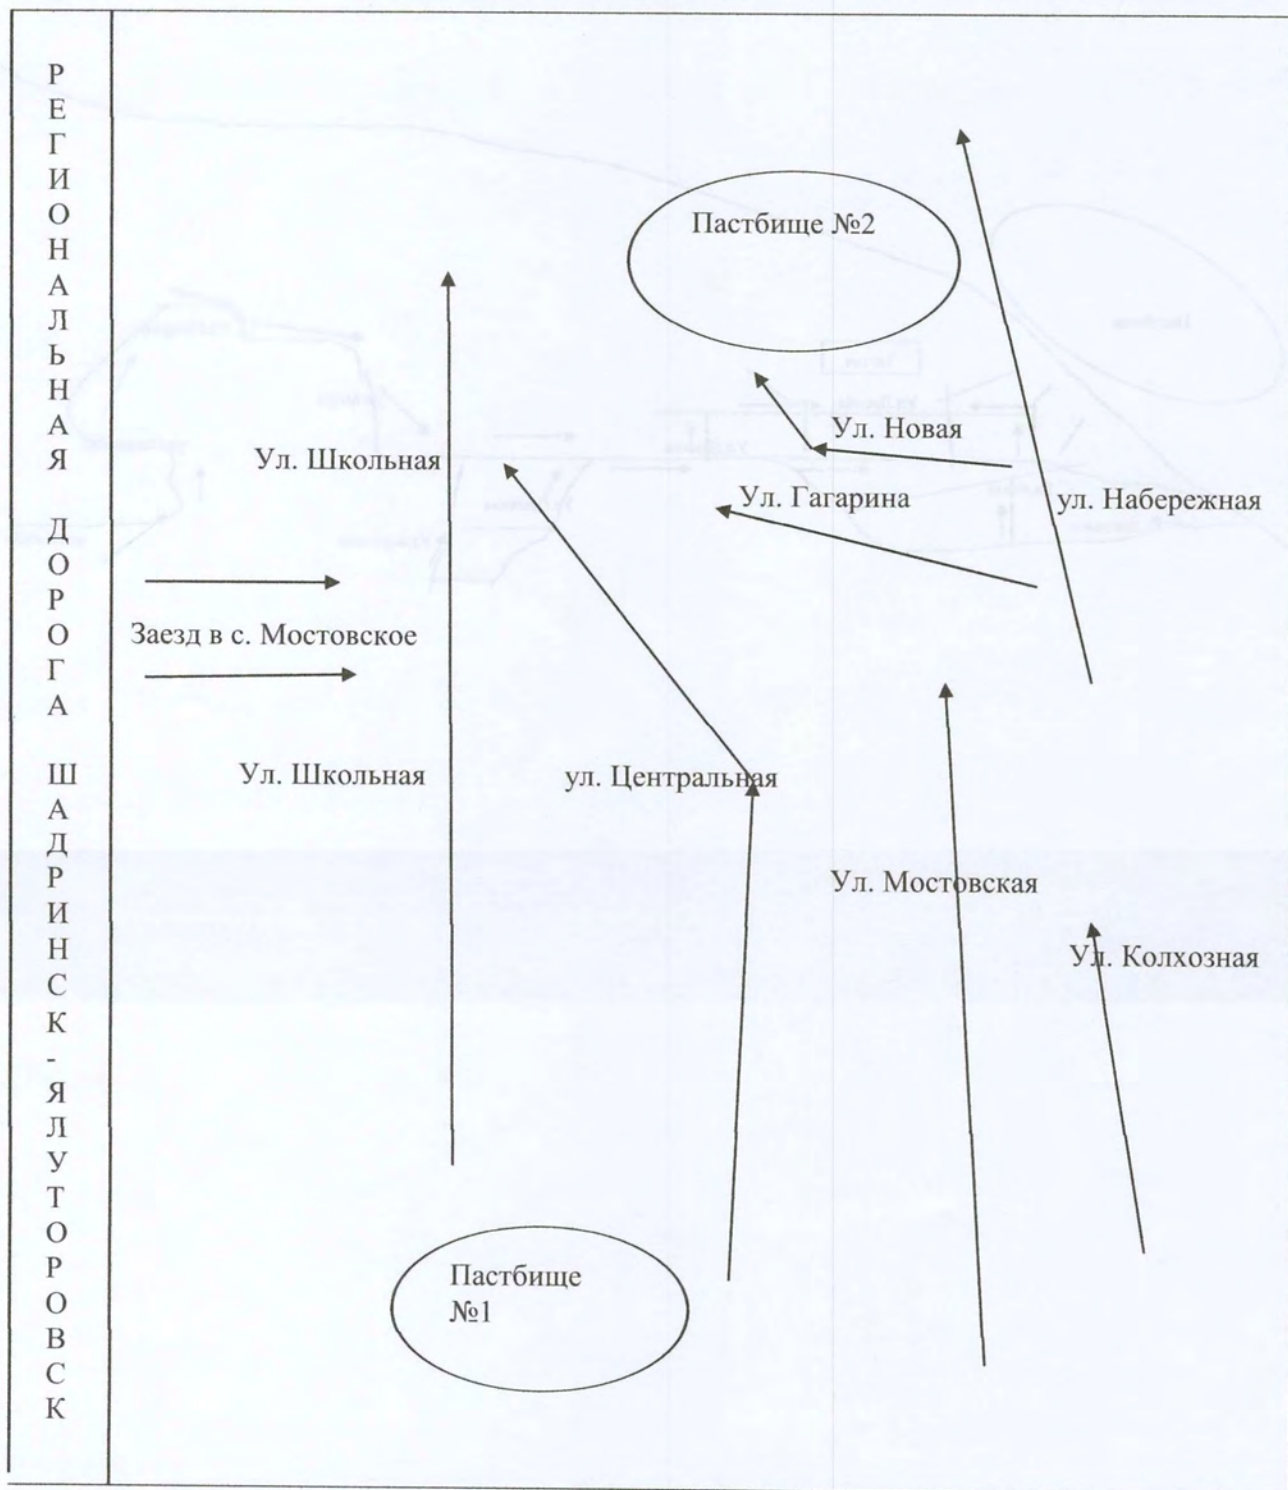 РЕГИОНАЛЬНАЯ ДОРОГА ШАДРИНСК-ЯЛУТОРОВСК
Пастбище №2
Ул. Новая
Ул. Школьная
Ул. Гагарина
ул. Набережная
Заезд в с. Мостовское
Ул. Школьная
ул. Центральная
Ул. Мостовская
Ул. Колхозная
Пастбище
№1